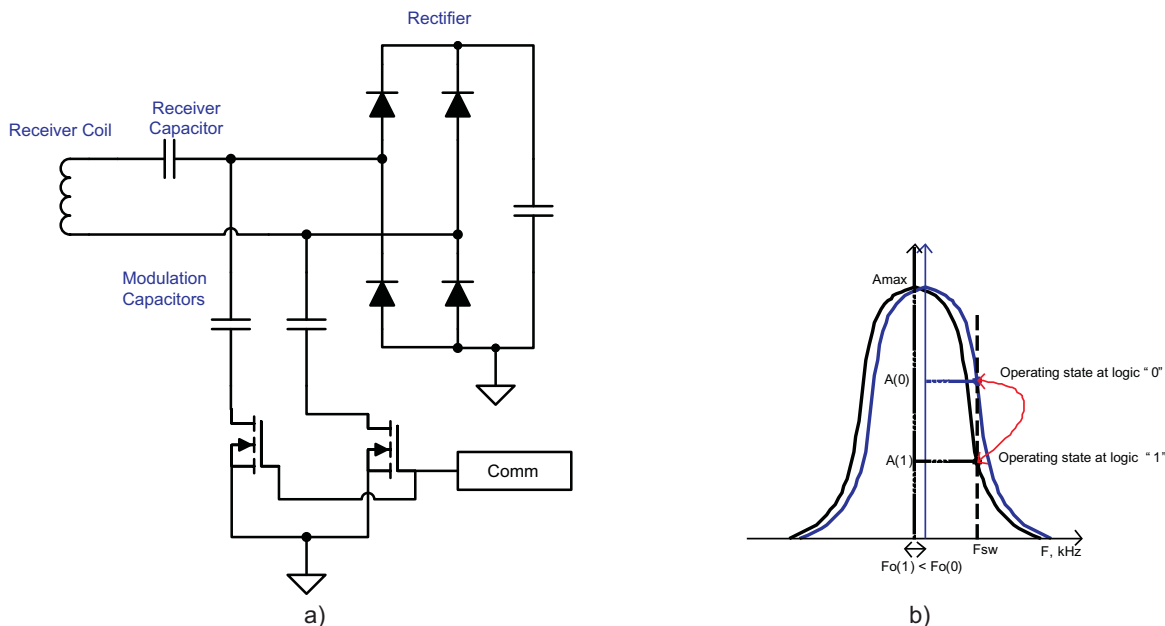 Rectifier
Receiver
Capacitor
Receiver Coil
Modulation
Capacitors
Comm
a)
Amax
A(0)
Operating state at logic “ 0”
A(1)
Operating state at logic “ 1”
Fsw
F, kHz
Fo(1) < Fo(0)
b)